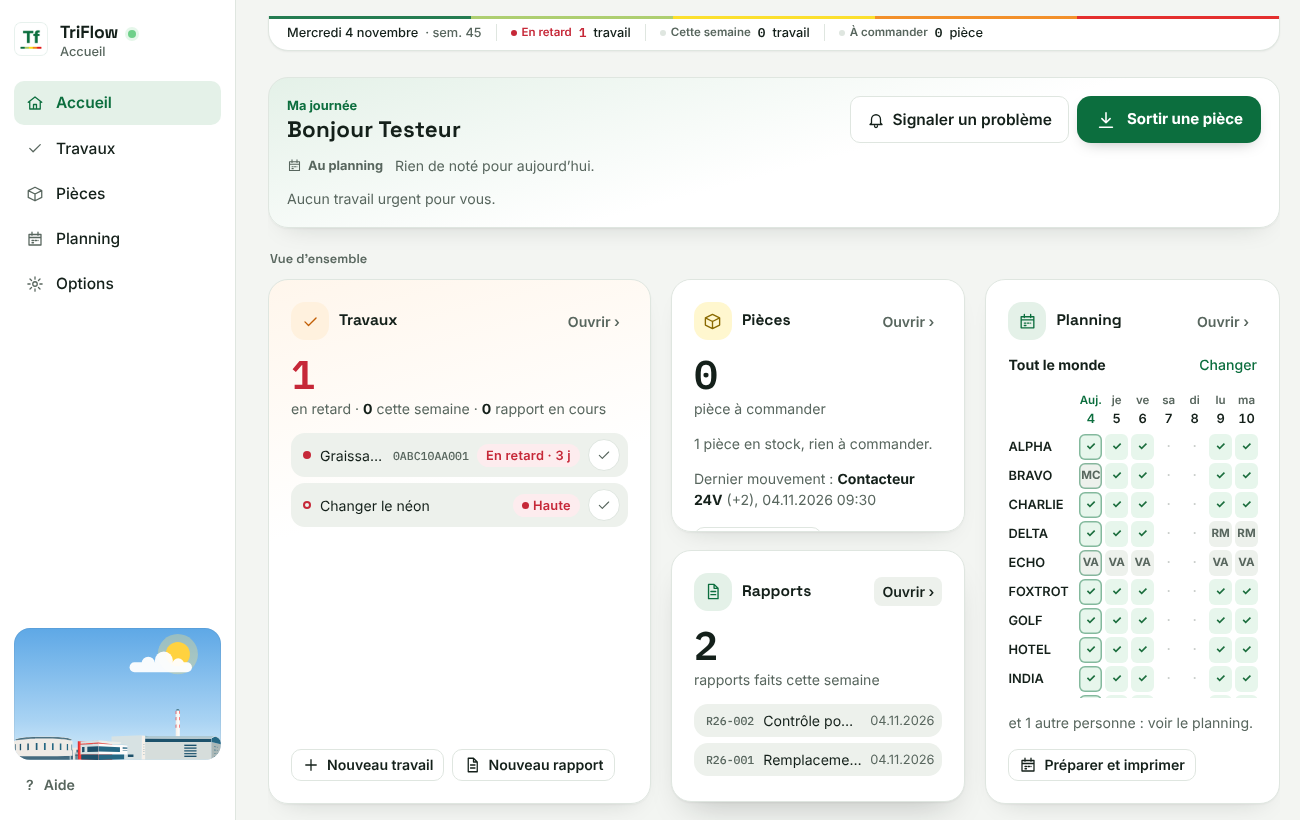 Tf
TriFlow
Accueil
Accueil
Travaux
Pièces
Planning
Options
? Aide
Mercredi 4 novembre · sem. 45 En retard 1 travail Cette semaine 0 travail À commander 0 pièce
Ma journée
Bonjour Testeur
Signaler un problème
Sortir une pièce
Au planning Rien de noté pour aujourd’hui.
Aucun travail urgent pour vous.
Vue d’ensemble
Travaux Ouvrir ›
1
en retard · 0 cette semaine · 0 rapport en cours
Graissa... 0ABC10AA001 En retard · 3 j
Changer le néon Haute
Nouveau travail
Nouveau rapport
Pièces Ouvrir ›
0
pièce à commander
1 pièce en stock, rien à commander.
Dernier mouvement : Contacteur
24V (+2), 04.11.2026 09:30
Rapports Ouvrir ›
2
rapports faits cette semaine
R26-002 Contrôle po... 04.11.2026
R26-001 Remplaceme... 04.11.2026
Planning Ouvrir ›
Tout le monde Changer
Auj. je ve sa di lu ma
4 5 6 7 8 9 10
ALPHA
BRAVO MC
CHARLIE
DELTA RM RM
ECHO VA VA VA VA VA
FOXTROT
GOLF
HOTEL
INDIA
et 1 autre personne : voir le planning.
Préparer et imprimer